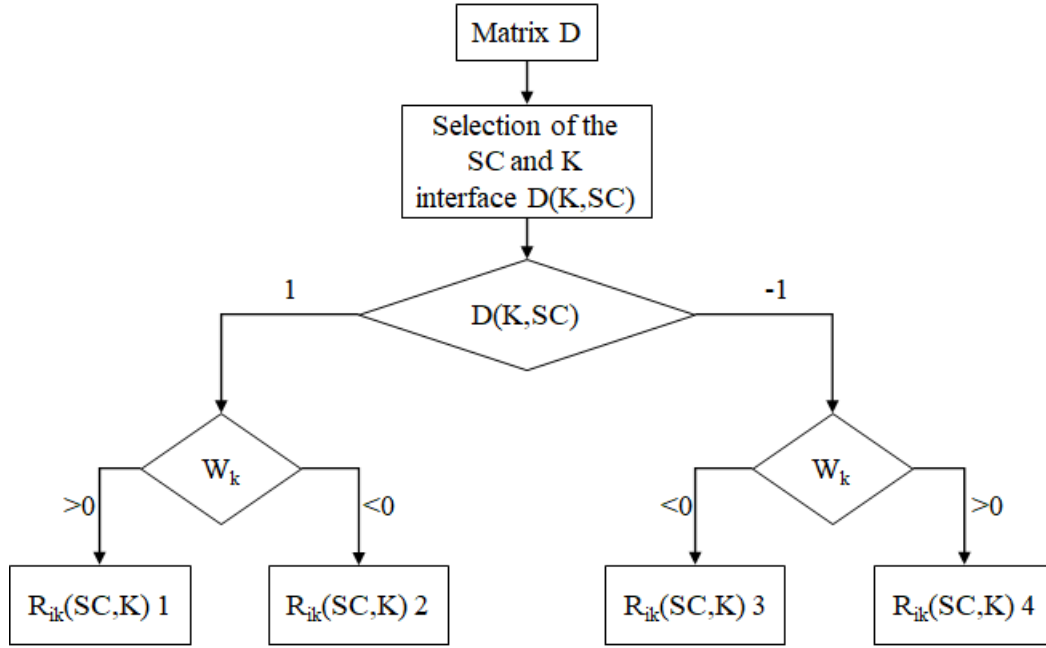 Matrix D
Selection of the
SC and K
interface D(K,SC)
1
-1
D(K,SC)
Wₖ
Wₖ
>0
<0
<0
>0
Rᵢₖ(SC,K) 1
Rᵢₖ(SC,K) 2
Rᵢₖ(SC,K) 3
Rᵢₖ(SC,K) 4